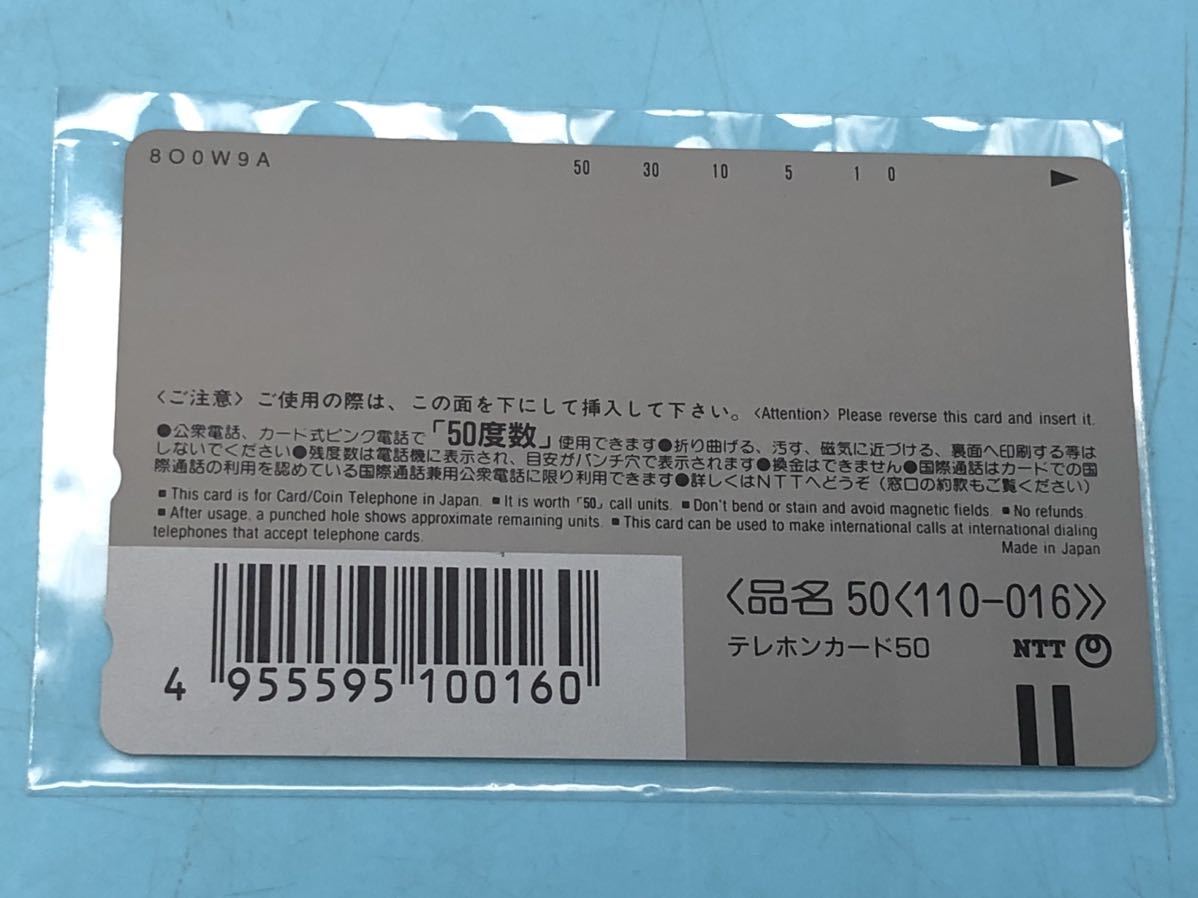 8O0W9A
50 30 10 5 1 0
〈ご注意〉ご使用の際は、この面を下にして挿入して下さい。〈Attention〉Please reverse this card and insert it.
●公衆電話、カード式ピンク電話で「50度数」使用できます●折り曲げる、汚す、磁気に近づける、裏面へ印刷する等は
しないでください●残度数は電話機に表示され、目安がパンチ穴で表示されます●換金はできません●国際通話はカードでの国
際通話の利用を認めている国際通話兼用公衆電話に限り利用できます●詳しくはNTTへどうぞ(窓口の約款もご覧ください)
■This card is for Card/Coin Telephone in Japan. ■It is worth「50」call units. ■Don't bend or stain and avoid magnetic fields. ■No refunds.
■After usage, a punched hole shows approximate remaining units. ■This card can be used to make international calls at international dialing
telephones that accept telephone cards.
Made in Japan
〈品名 50〈110-016〉〉
テレホンカード50 NTT
4 955595 100160